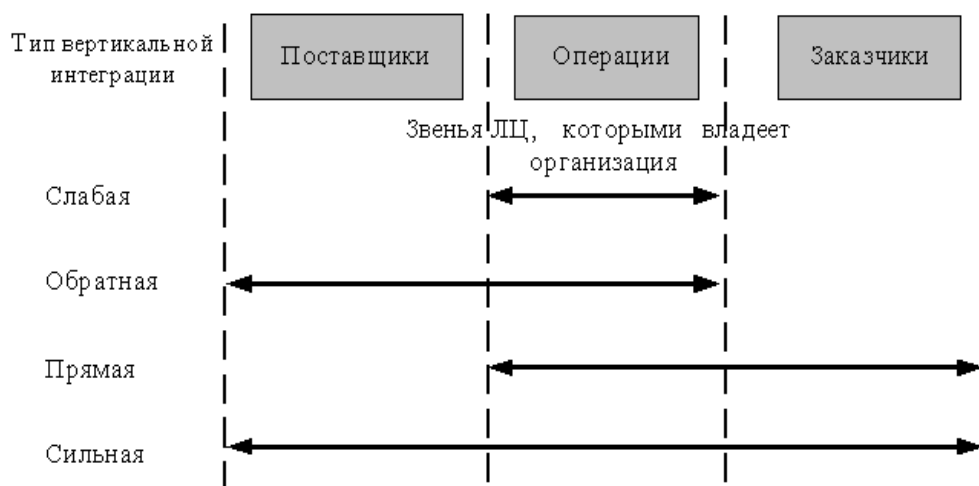 Тип вертикальной
интеграции
Поставщики
Операции
Заказчики
Звенья ЛЦ, которыми владеет
организация
Слабая
Обратная
Прямая
Сильная